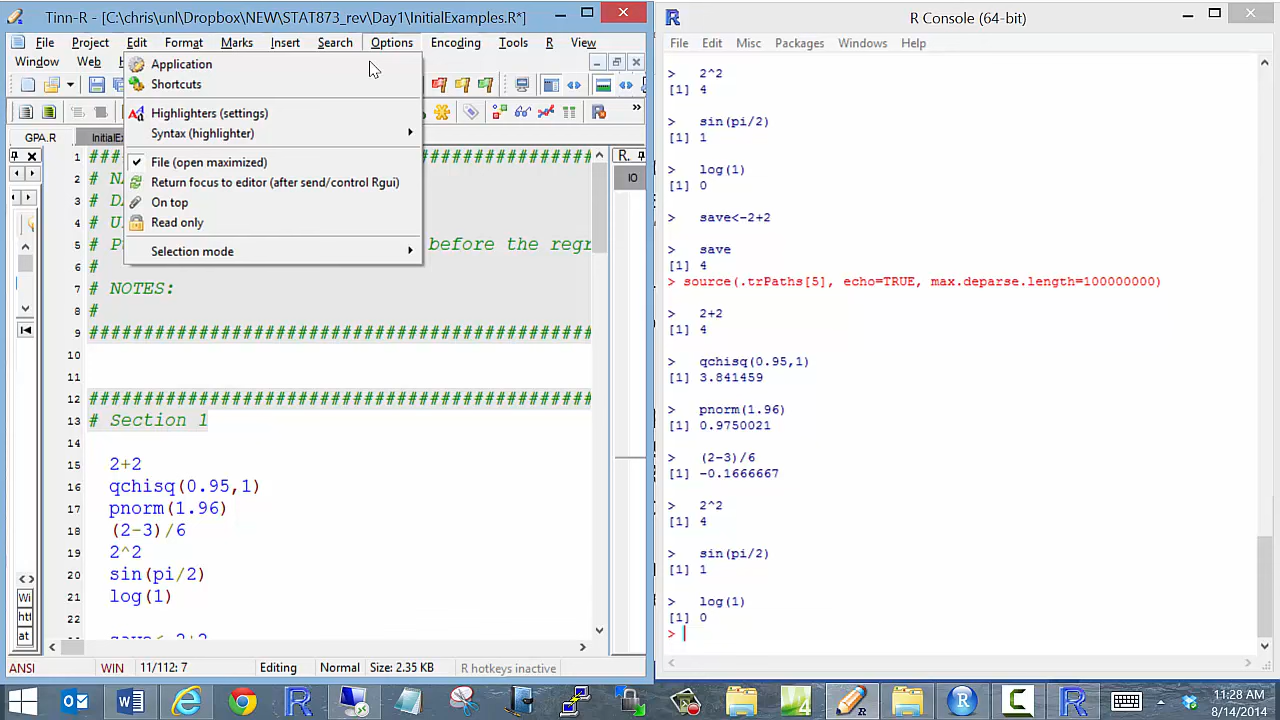 Tinn-R - [C:\chris\unl\Dropbox\NEW\STAT873_rev\Day1\InitialExamples.R*]
File Project Edit Format Marks Insert Search Options Encoding Tools R View
Window Web
Application
Shortcuts
Highlighters (settings)
Syntax (highlighter)
File (open maximized)
Return focus to editor (after send/control Rgui)
On top
Read only
Selection mode
GPA.R
1
2 #
3 #
4 #
5 # before the regr
6 #
7 # NOTES:
8 #
9 ##############################################
10
11
12 ##############################################
13 # Section 1
14
15 2+2
16 qchisq(0.95,1)
17 pnorm(1.96)
18 (2-3)/6
19 2^2
20 sin(pi/2)
21 log(1)
22
R.
IO
Wi
htl
at
ANSI WIN 11/112: 7 Editing Normal Size: 2.35 KB R hotkeys inactive
R Console (64-bit)
File Edit Misc Packages Windows Help
> 2^2
[1] 4
> sin(pi/2)
[1] 1
> log(1)
[1] 0
> save<-2+2
> save
[1] 4
> source(.trPaths[5], echo=TRUE, max.deparse.length=100000000)
> 2+2
[1] 4
> qchisq(0.95,1)
[1] 3.841459
> pnorm(1.96)
[1] 0.9750021
> (2-3)/6
[1] -0.1666667
> 2^2
[1] 4
> sin(pi/2)
[1] 1
> log(1)
[1] 0
>
11:28 AM
8/14/2014